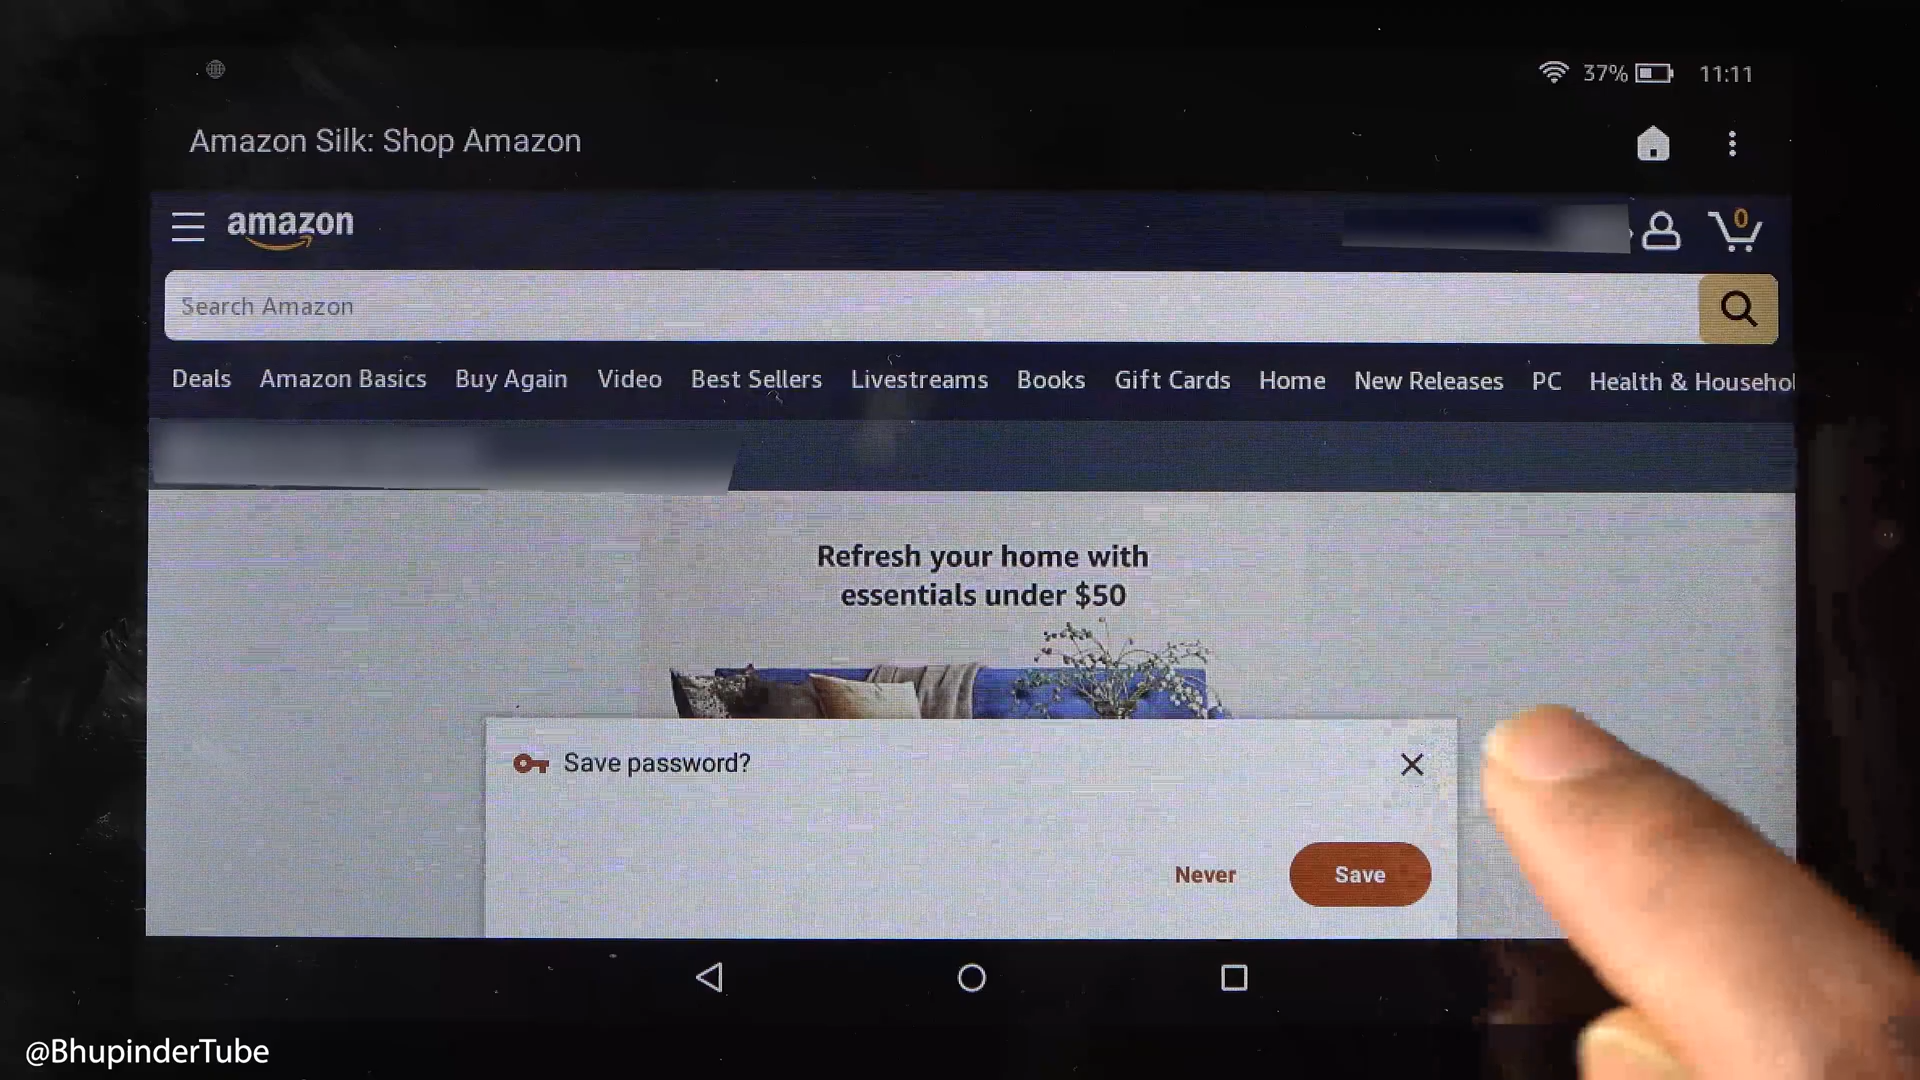 37% 11:11
Amazon Silk: Shop Amazon
amazon
0
Search Amazon
Deals Amazon Basics Buy Again Video Best Sellers Livestreams Books Gift Cards Home New Releases PC Health & Househol
Refresh your home with
essentials under $50
Save password?
Never Save
@BhupinderTube